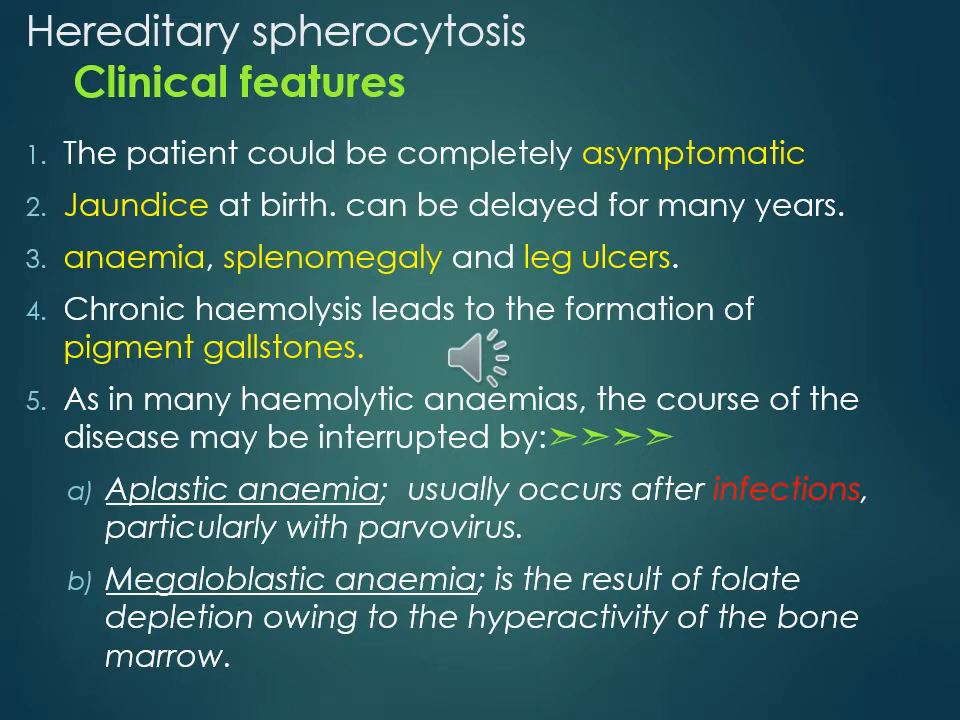 Hereditary spherocytosis
Clinical features
1. The patient could be completely asymptomatic
2. Jaundice at birth. can be delayed for many years.
3. anaemia, splenomegaly and leg ulcers.
4. Chronic haemolysis leads to the formation of
pigment gallstones.
5. As in many haemolytic anaemias, the course of the
disease may be interrupted by:➢➢➢➢
a) Aplastic anaemia; usually occurs after infections,
particularly with parvovirus.
b) Megaloblastic anaemia; is the result of folate
depletion owing to the hyperactivity of the bone
marrow.